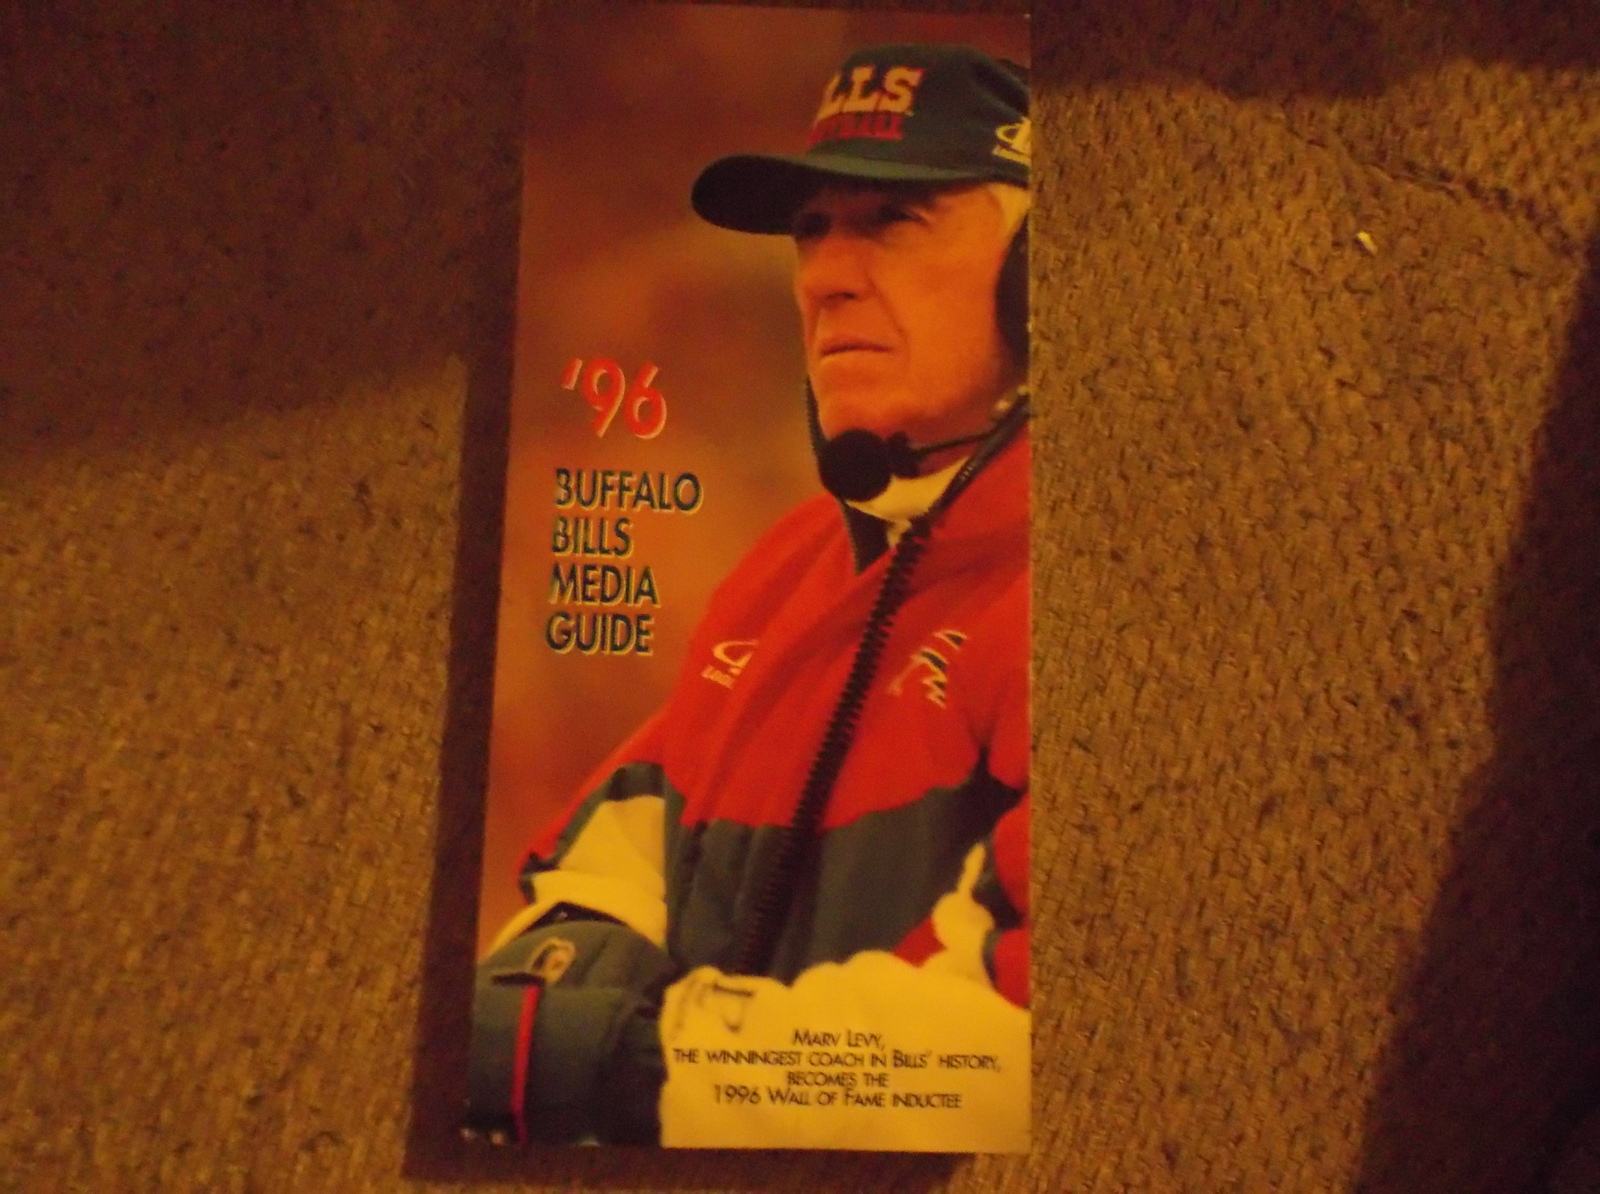 LLS
'96
BUFFALO
BILLS
MEDIA
GUIDE
MARV LEVY,
THE WINNINGEST COACH IN BILLS' HISTORY,
BECOMES THE
1996 WALL OF FAME INDUCTEE